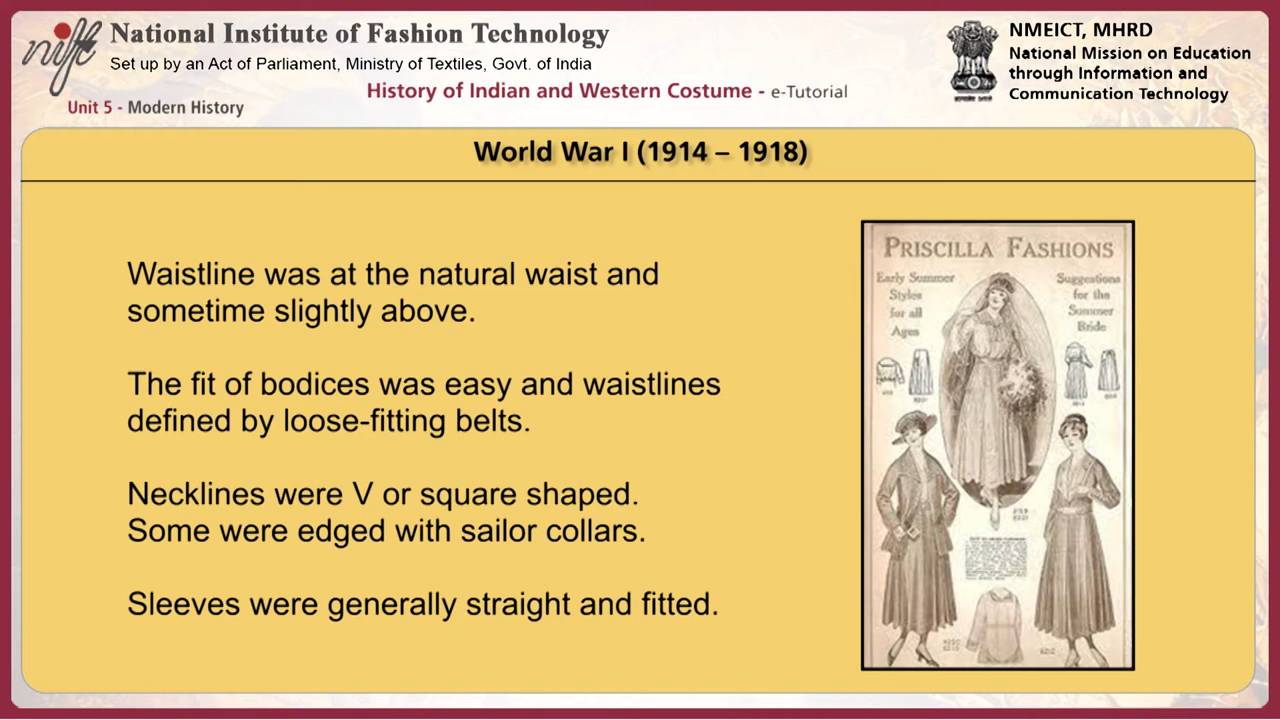 nift
National Institute of Fashion Technology
Set up by an Act of Parliament, Ministry of Textiles, Govt. of India
NMEICT, MHRD
National Mission on Education
through Information and
Communication Technology
History of Indian and Western Costume - e-Tutorial
Unit 5 - Modern History
World War I (1914 – 1918)
Waistline was at the natural waist and
sometime slightly above.
The fit of bodices was easy and waistlines
defined by loose-fitting belts.
Necklines were V or square shaped.
Some were edged with sailor collars.
Sleeves were generally straight and fitted.
PRISCILLA FASHIONS
Early Summer
Styles
for all
Ages
Suggestions
for the
Summer
Bride